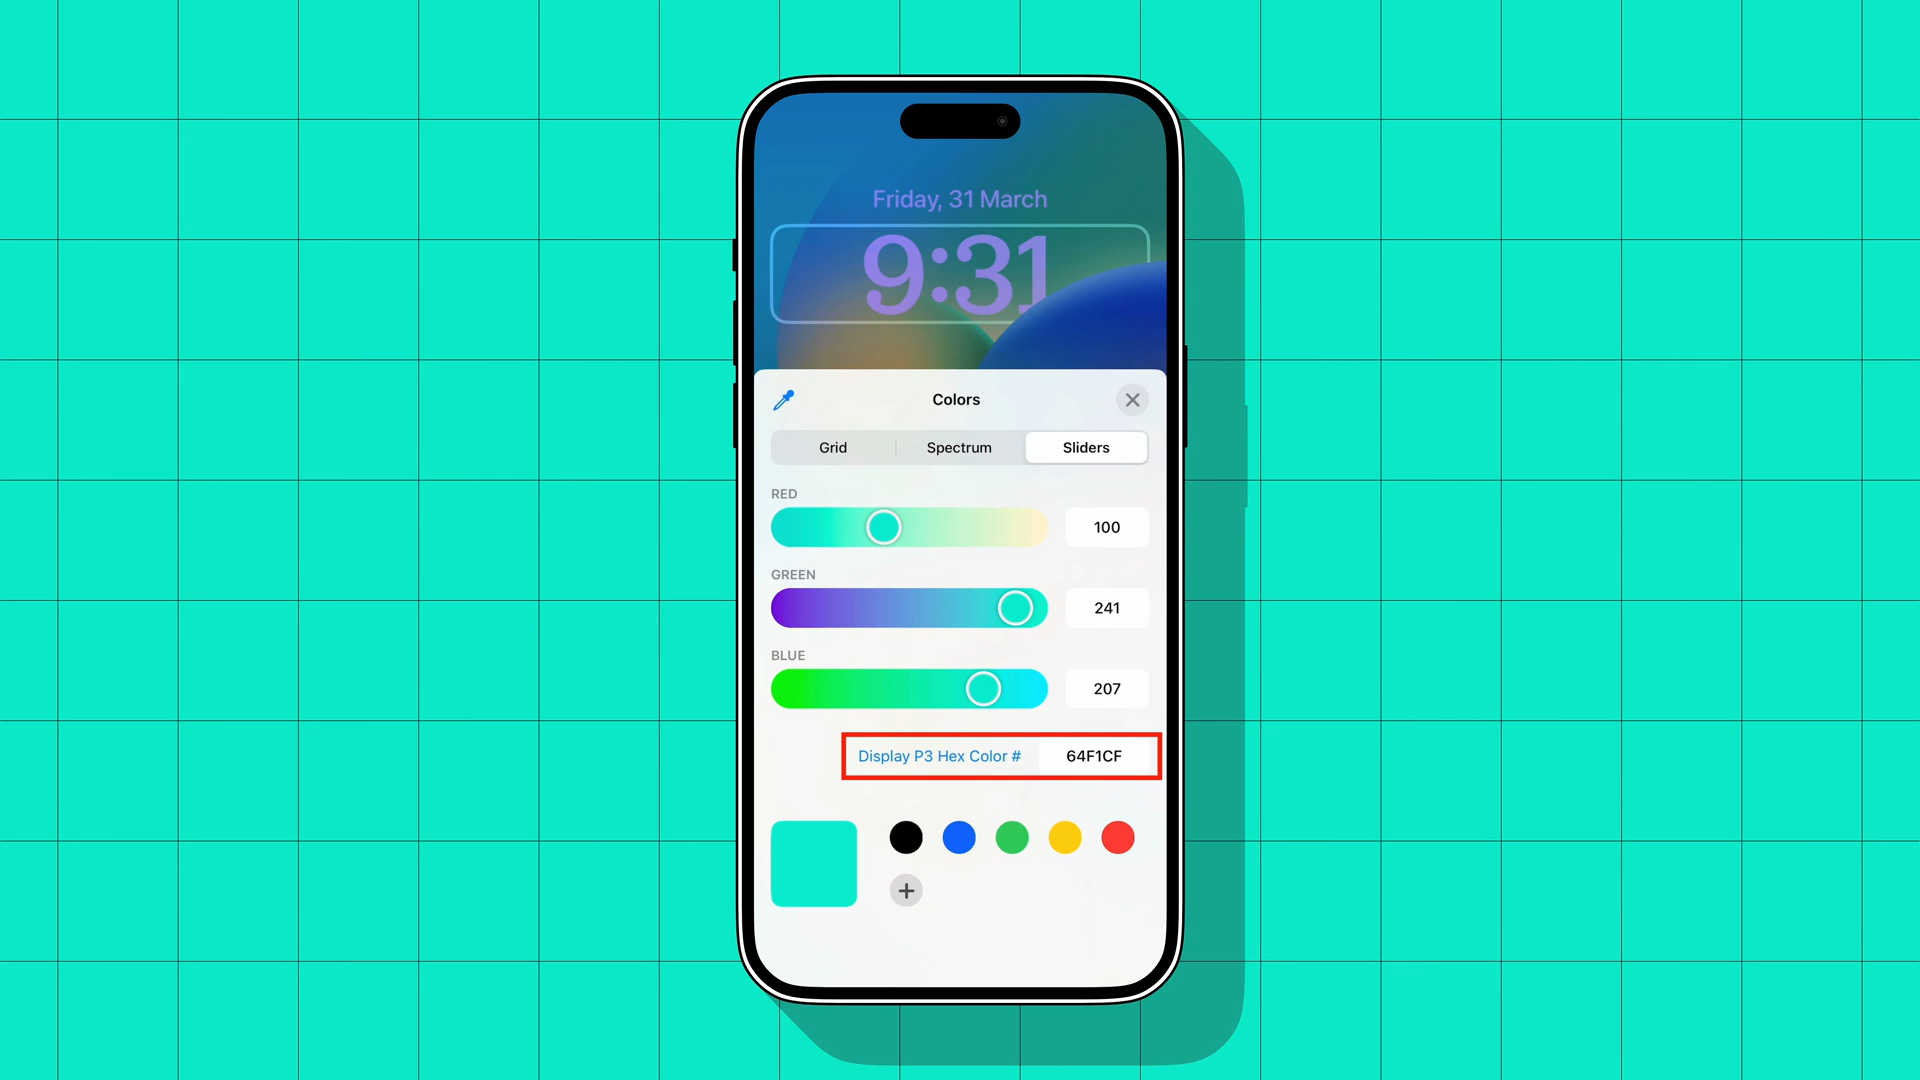 Friday, 31 March
9:31
Colors
Grid Spectrum Sliders
RED
100
GREEN
241
BLUE
207
Display P3 Hex Color # 64F1CF